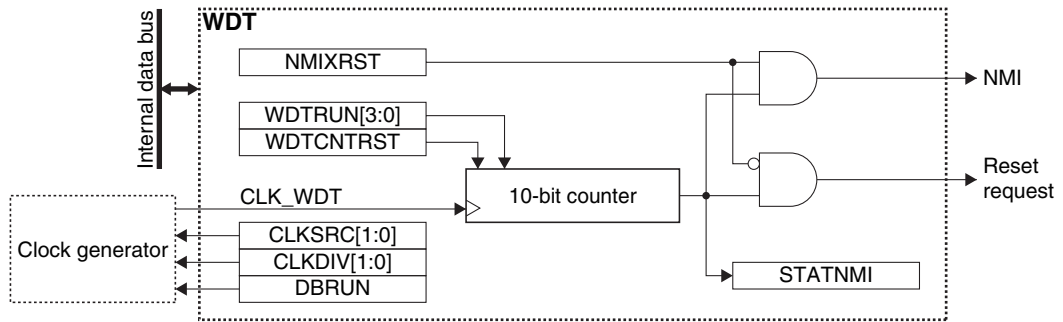 Internal data bus
WDT
NMIXRST
NMI
WDTRUN[3:0]
WDTCNTRST
Reset
request
10-bit counter
CLK_WDT
Clock generator
CLKSRC[1:0]
CLKDIV[1:0]
DBRUN
STATNMI